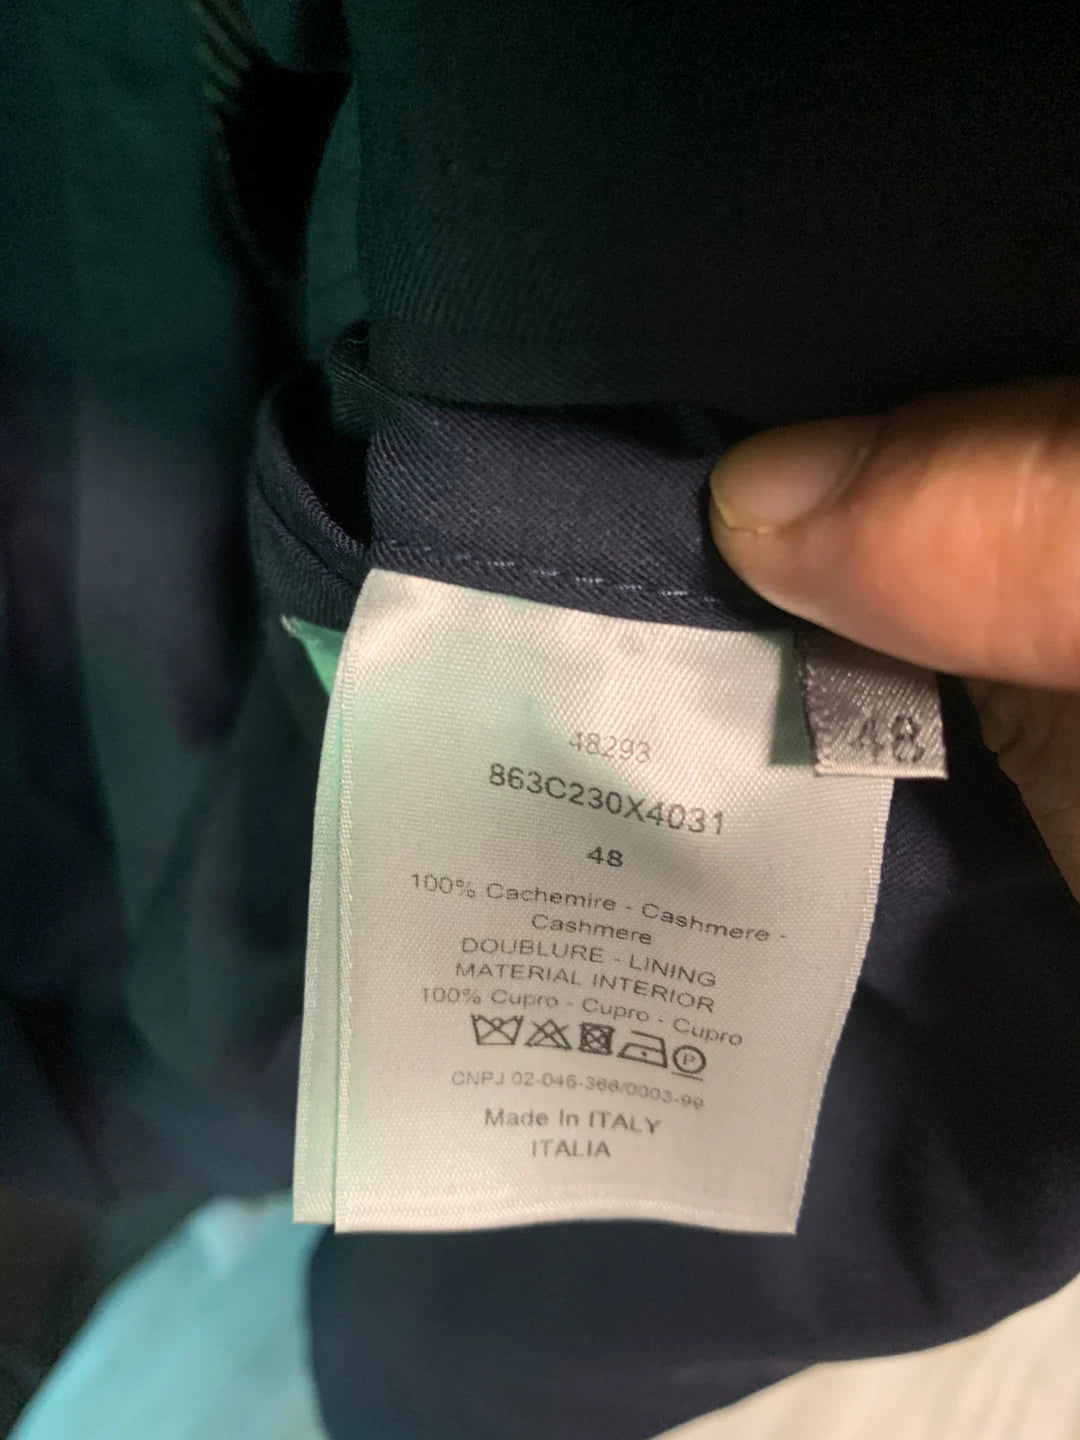 48
48293
863C230X4031
48
100% Cachemire - Cashmere -
Cashmere
DOUBLURE - LINING
MATERIAL INTERIOR
100% Cupro - Cupro - Cupro
P
CNPJ 02-046-366/0003-99
Made In ITALY
ITALIA